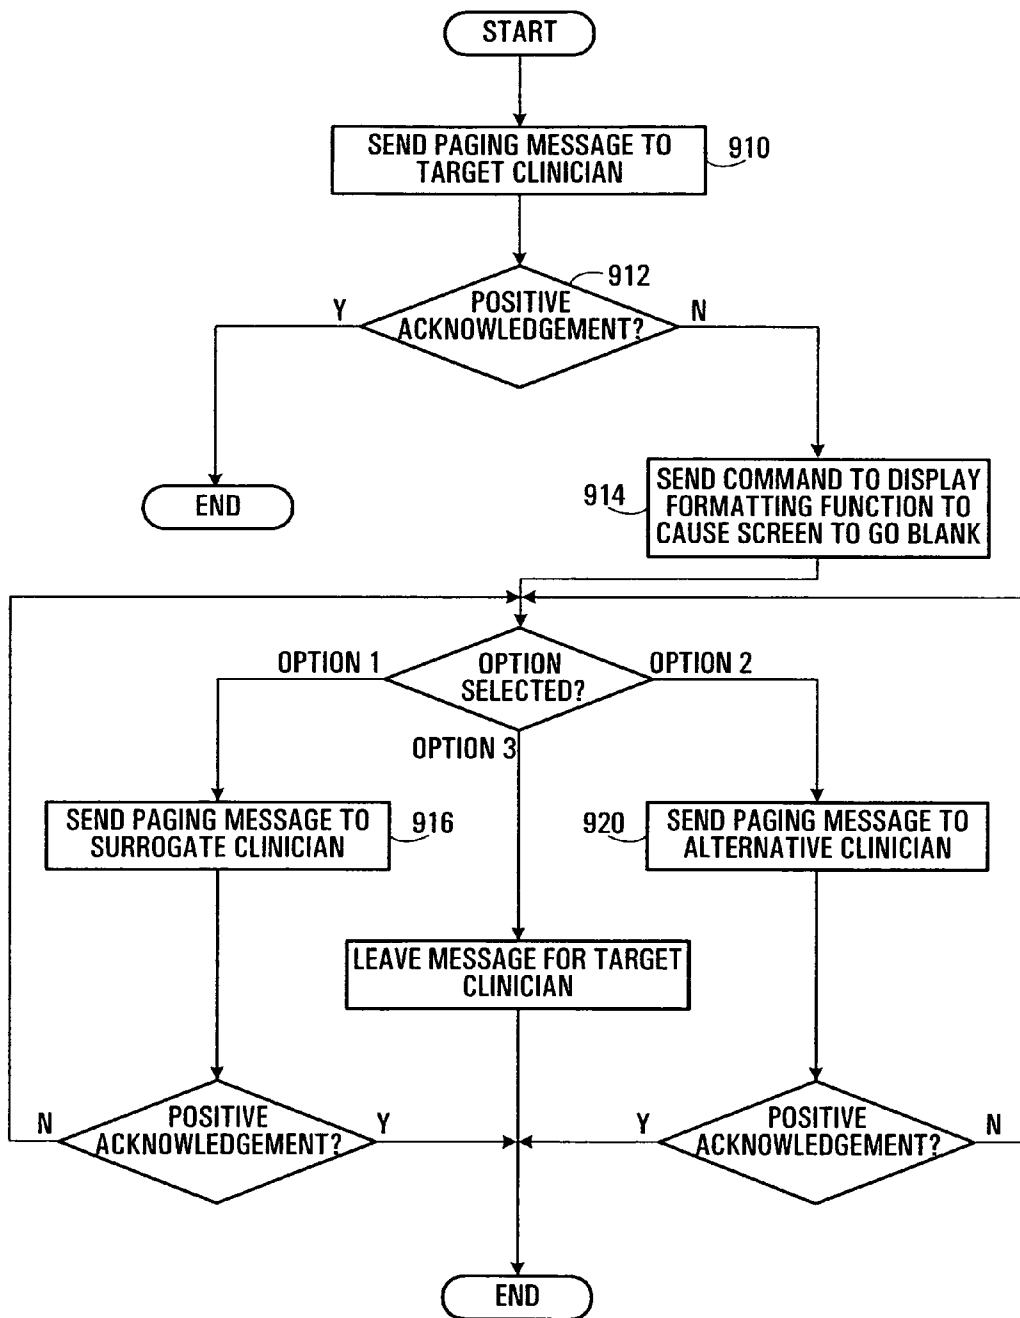 START
SEND PAGING MESSAGE TO
TARGET CLINICIAN
910
912
POSITIVE
ACKNOWLEDGEMENT?
Y
N
END
914
SEND COMMAND TO DISPLAY
FORMATTING FUNCTION TO
CAUSE SCREEN TO GO BLANK
OPTION 1
OPTION
SELECTED?
OPTION 2
OPTION 3
SEND PAGING MESSAGE TO
SURROGATE CLINICIAN
916
920
SEND PAGING MESSAGE TO
ALTERNATIVE CLINICIAN
LEAVE MESSAGE FOR TARGET
CLINICIAN
N
POSITIVE
ACKNOWLEDGEMENT?
Y
Y
POSITIVE
ACKNOWLEDGEMENT?
N
END